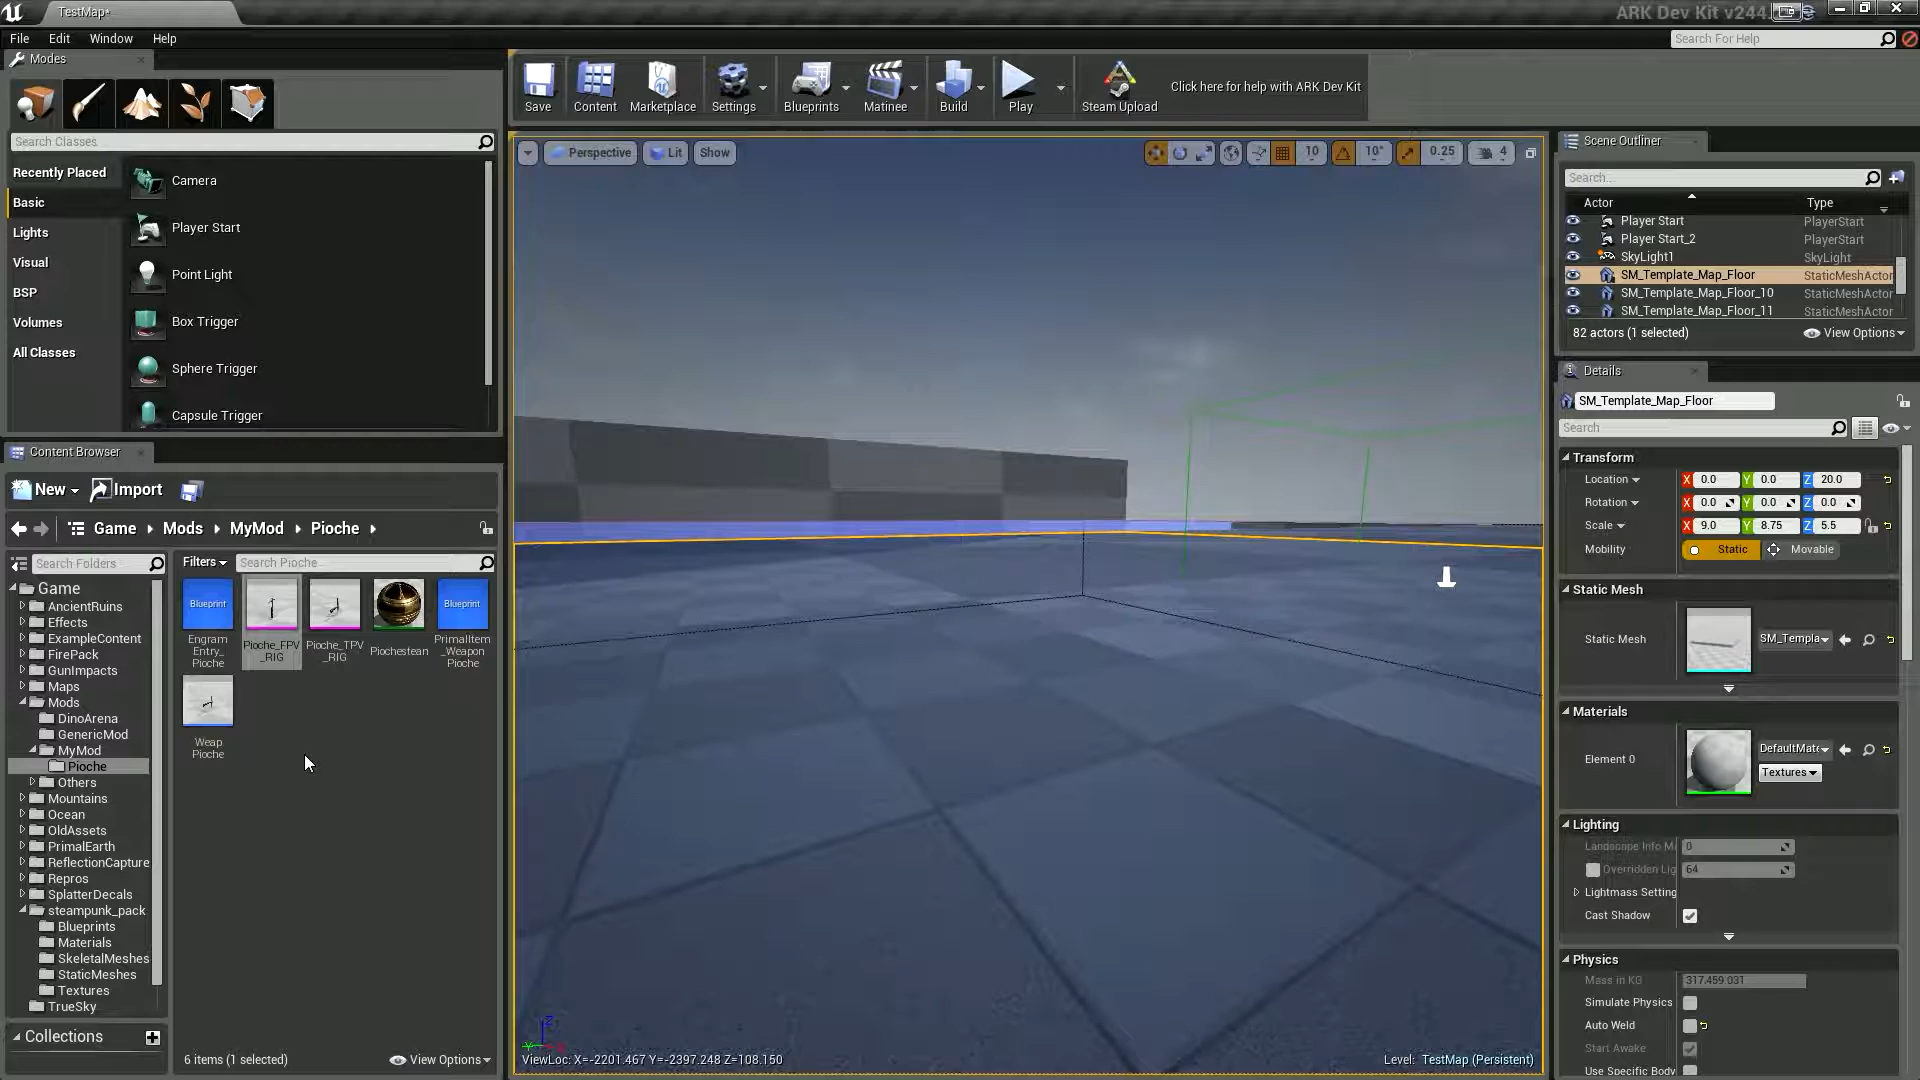 TestMap*
ARK Dev Kit v244.
File Edit Window Help
Search For Help
Modes
Search Classes
Recently Placed
Basic
Lights
Visual
BSP
Volumes
All Classes
Camera
Player Start
Point Light
Box Trigger
Sphere Trigger
Capsule Trigger
Save Content Marketplace Settings Blueprints Matinee Build Play Steam Upload
Click here for help with ARK Dev Kit
Perspective Lit Show
10 10° 0.25 4
Scene Outliner
Search...
Actor Type
Player Start PlayerStart
Player Start_2 PlayerStart
SkyLight1 SkyLight
SM_Template_Map_Floor StaticMeshActor
SM_Template_Map_Floor_10 StaticMeshActor
SM_Template_Map_Floor_11 StaticMeshActor
82 actors (1 selected) View Options
Content Browser
New Import
Game Mods MyMod Pioche
Search Folders
Filters Search Pioche
Game
AncientRuins
Effects
ExampleContent
FirePack
GunImpacts
Maps
Mods
DinoArena
GenericMod
MyMod
Pioche
Others
Mountains
Ocean
OldAssets
PrimalEarth
ReflectionCapture
Repros
SplatterDecals
steampunk_pack
Blueprints
Materials
SkeletalMeshes
StaticMeshes
Textures
TrueSky
Collections
Blueprint
Engram
Entry_
Pioche
Pioche_FPV
_RIG
Pioche_TPV
_RIG
Piochestean
Blueprint
PrimalItem
_Weapon
Pioche
Weap
Pioche
6 items (1 selected) View Options
ViewLoc: X=-2201.467 Y=-2397.248 Z=108.150
Level: TestMap (Persistent)
Z
Details
SM_Template_Map_Floor
Search
Transform
Location X 0.0 Y 0.0 Z 20.0
Rotation X 0.0 Y 0.0 Z 0.0
Scale X 9.0 Y 8.75 Z 5.5
Mobility Static Movable
Static Mesh
Static Mesh SM_Templa
Materials
Element 0 DefaultMate
Textures
Lighting
Landscape Info M 0
Overridden Lig 64
Lightmass Setting
Cast Shadow
Physics
Mass in KG 317.459.031
Simulate Physics
Auto Weld
Start Awake
Use Specific Body